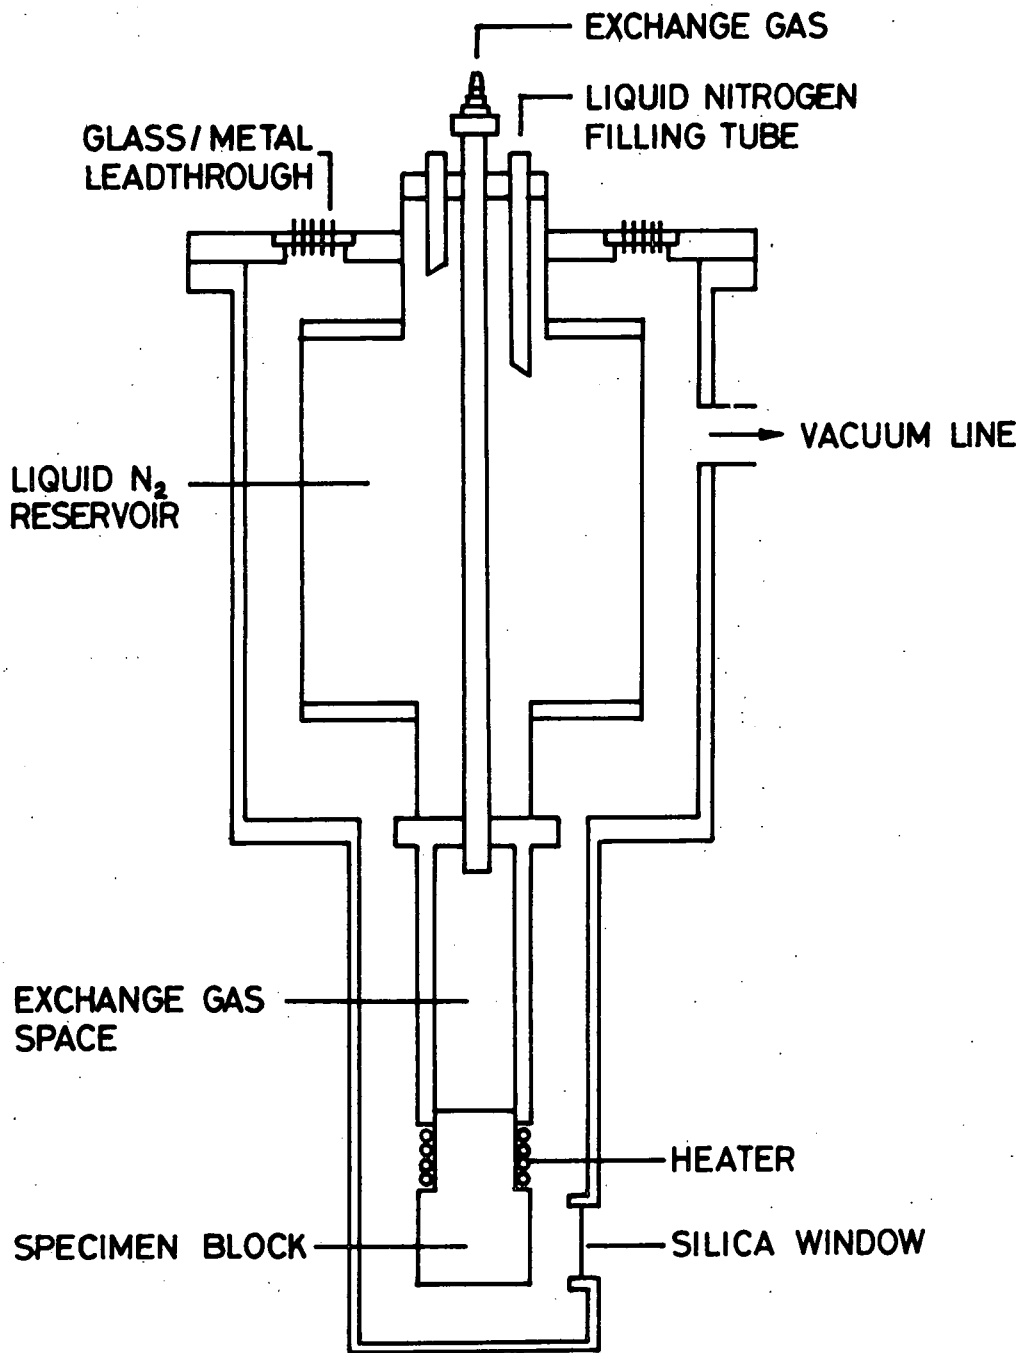 EXCHANGE GAS
LIQUID NITROGEN
FILLING TUBE
GLASS/METAL
LEADTHROUGH
VACUUM LINE
LIQUID N₂
RESERVOIR
EXCHANGE GAS
SPACE
HEATER
SPECIMEN BLOCK
SILICA WINDOW